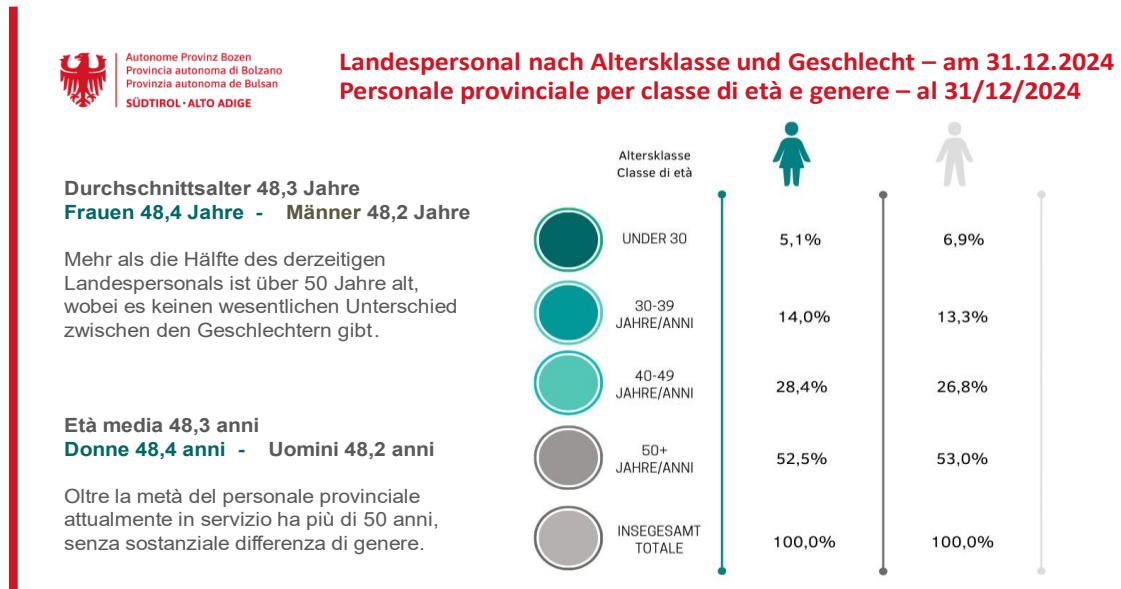 Autonome Provinz Bozen
Provincia autonoma di Bolzano
Provinzia autonoma de Bulsan
SÜDTIROL · ALTO ADIGE
Landespersonal nach Altersklasse und Geschlecht – am 31.12.2024
Personale provinciale per classe di età e genere – al 31/12/2024
Durchschnittsalter 48,3 Jahre
Frauen 48,4 Jahre - Männer 48,2 Jahre
Mehr als die Hälfte des derzeitigen
Landespersonals ist über 50 Jahre alt,
wobei es keinen wesentlichen Unterschied
zwischen den Geschlechtern gibt.
Età media 48,3 anni
Donne 48,4 anni - Uomini 48,2 anni
Oltre la metà del personale provinciale
attualmente in servizio ha più di 50 anni,
senza sostanziale differenza di genere.
Altersklasse
Classe di età
UNDER 30 5,1% 6,9%
30-39
JAHRE/ANNI 14,0% 13,3%
40-49
JAHRE/ANNI 28,4% 26,8%
50+
JAHRE/ANNI 52,5% 53,0%
INSEGESAMT
TOTALE 100,0% 100,0%